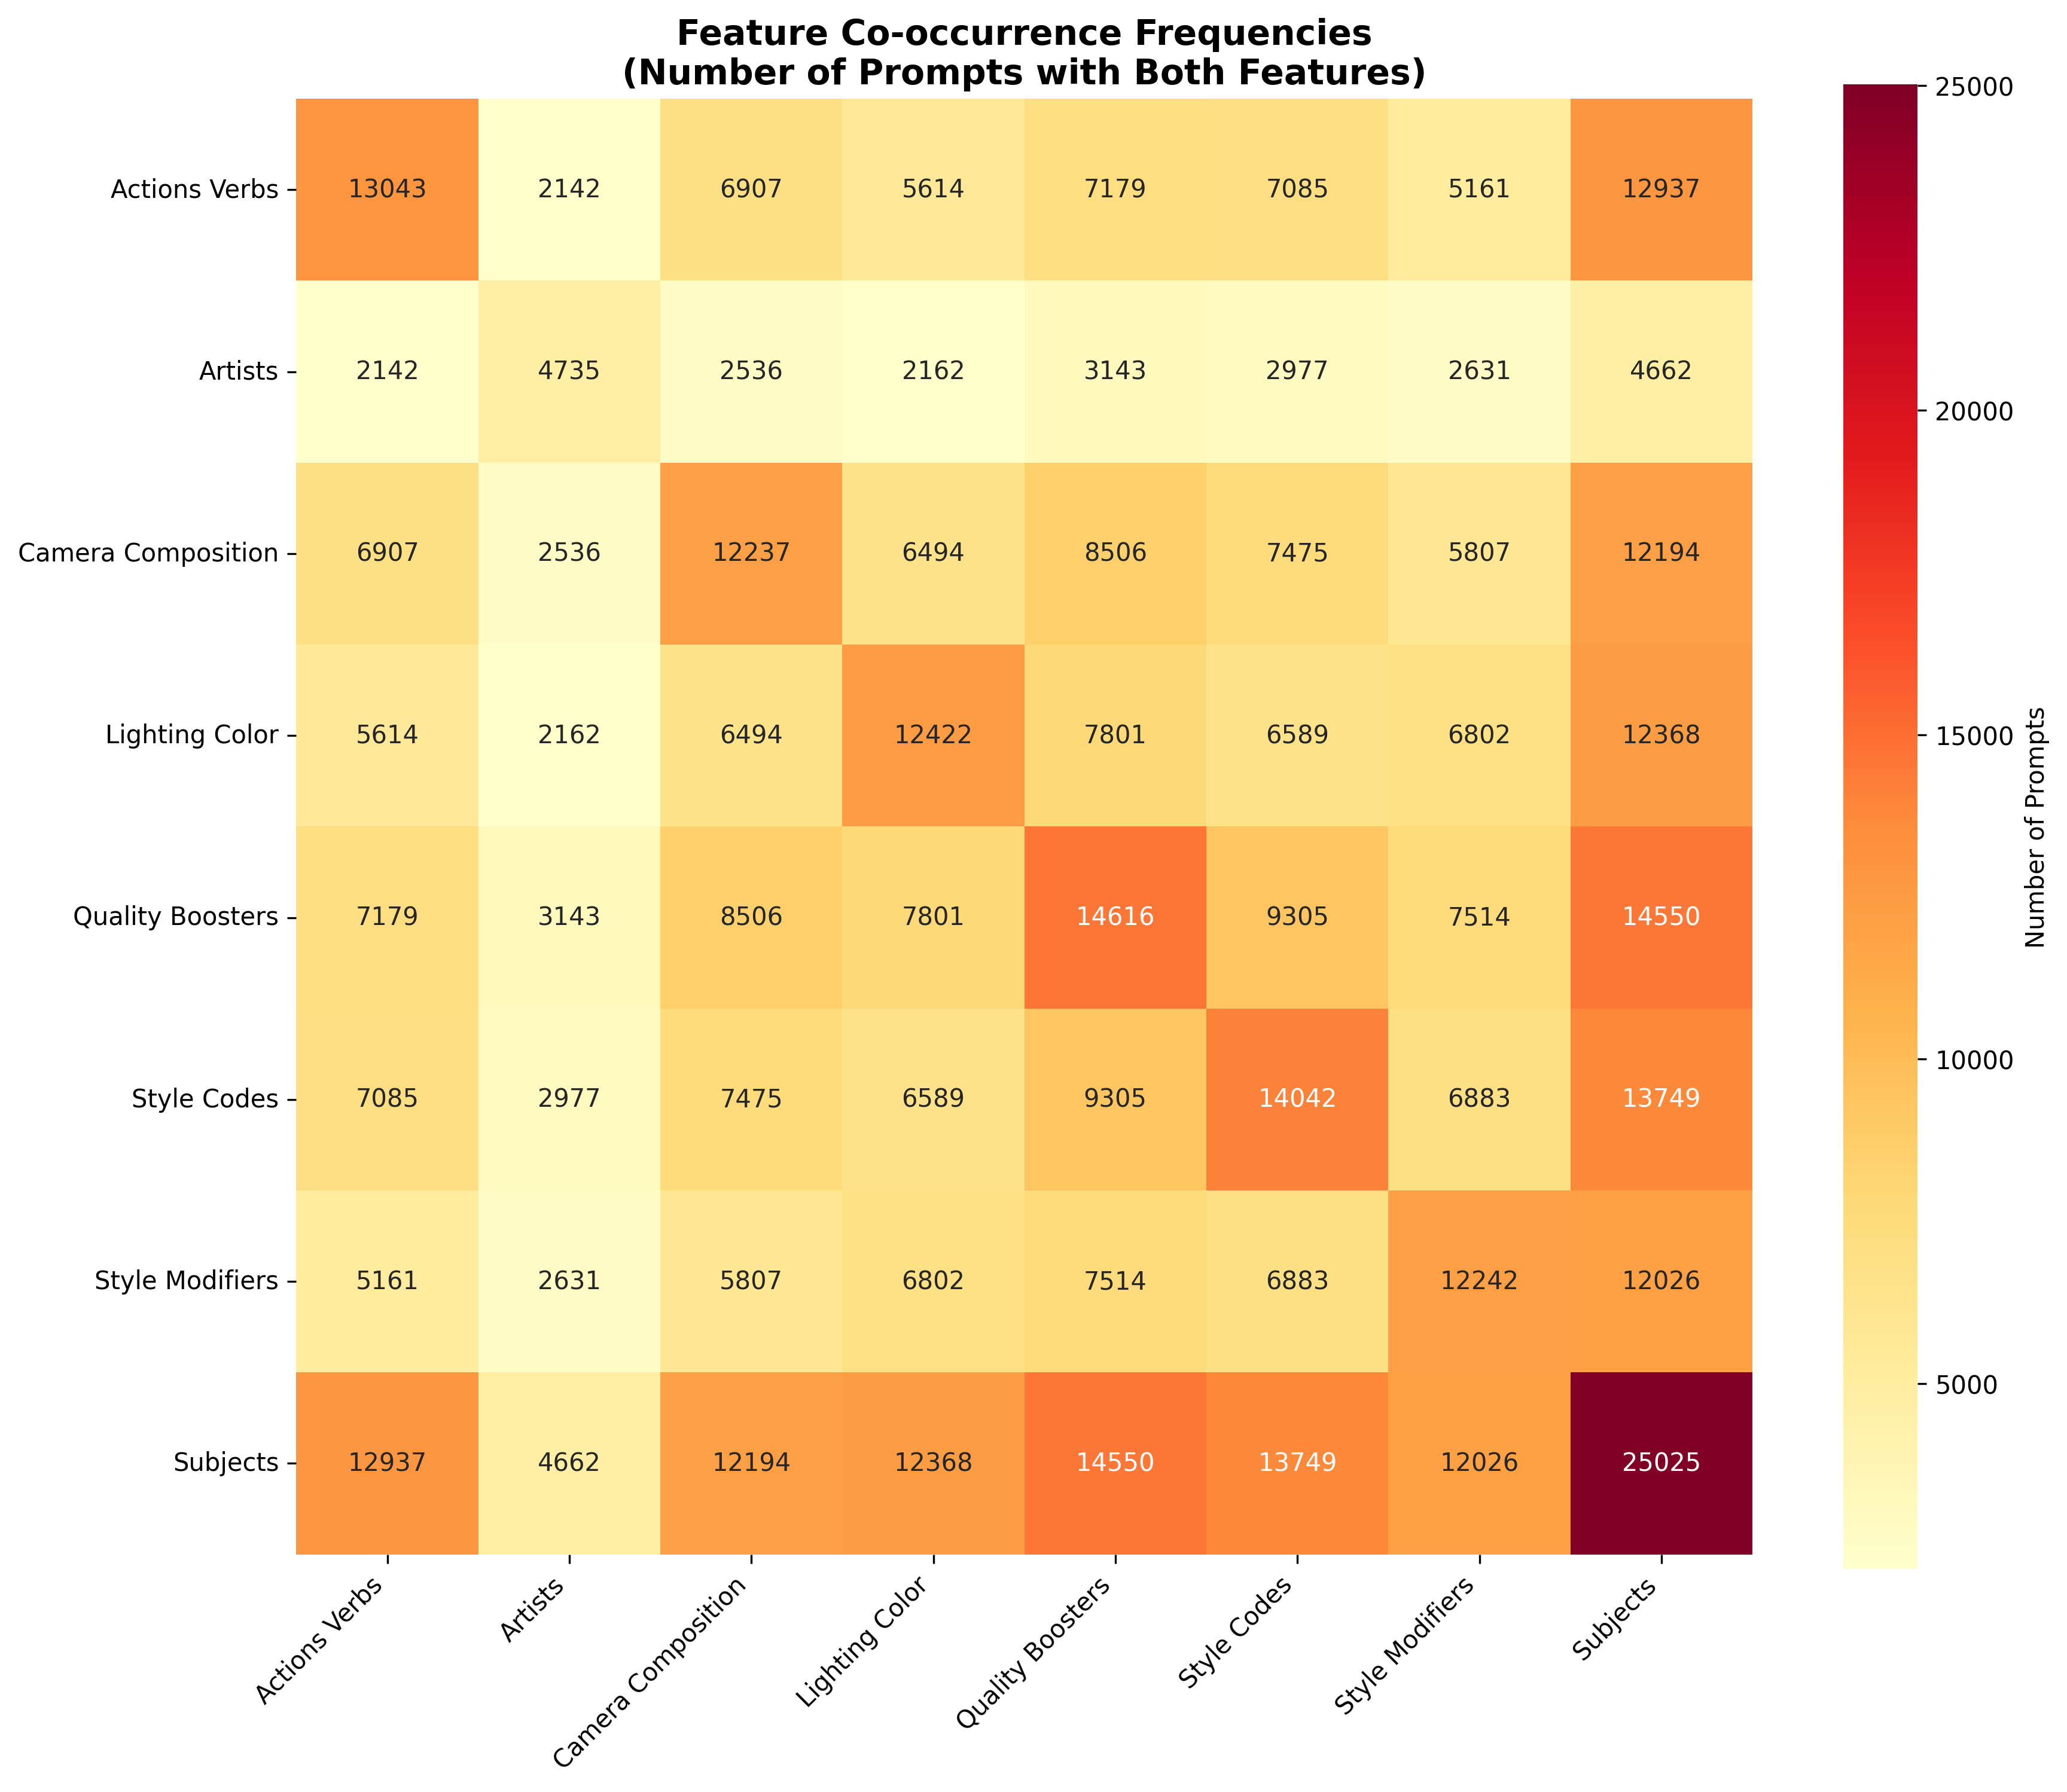 Feature Co-occurrence Frequencies
(Number of Prompts with Both Features)
Actions Verbs 13043 2142 6907 5614 7179 7085 5161 12937
Artists 2142 4735 2536 2162 3143 2977 2631 4662
Camera Composition 6907 2536 12237 6494 8506 7475 5807 12194
Lighting Color 5614 2162 6494 12422 7801 6589 6802 12368
Quality Boosters 7179 3143 8506 7801 14616 9305 7514 14550
Style Codes 7085 2977 7475 6589 9305 14042 6883 13749
Style Modifiers 5161 2631 5807 6802 7514 6883 12242 12026
Subjects 12937 4662 12194 12368 14550 13749 12026 25025
Actions Verbs
Artists
Camera Composition
Lighting Color
Quality Boosters
Style Codes
Style Modifiers
Subjects
25000
20000
15000
10000
5000
Number of Prompts